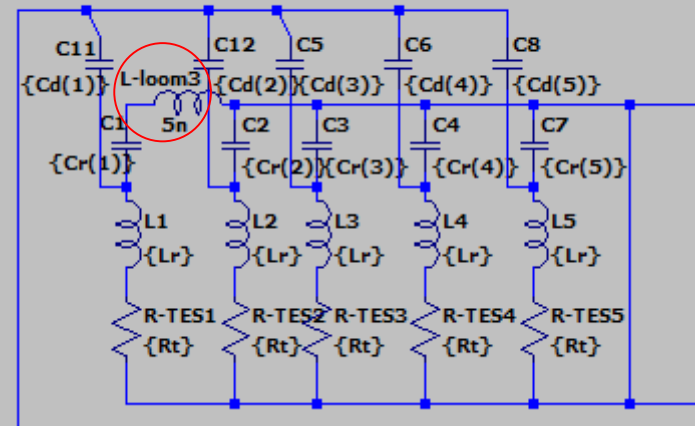 C11 C12 C5 C6 C8
{Cd(1)} L-loom3 {Cd(2)} {Cd(3)} {Cd(4)} {Cd(5)}
5n
C1 C2 C3 C4 C7
{Cr(1)} {Cr(2)} {Cr(3)} {Cr(4)} {Cr(5)}
L1 L2 L3 L4 L5
{Lr} {Lr} {Lr} {Lr} {Lr}
R-TES1 R-TES2 R-TES3 R-TES4 R-TES5
{Rt} {Rt} {Rt} {Rt} {Rt}